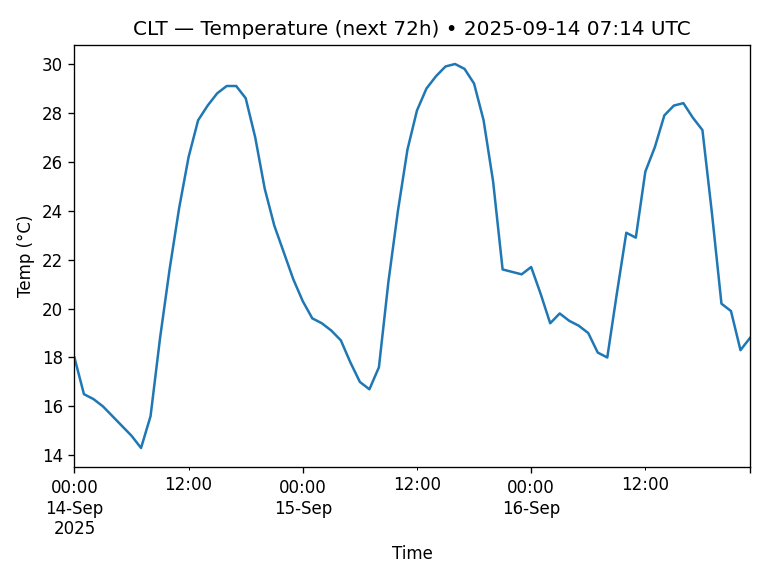 CLT — Temperature (next 72h) • 2025-09-14 07:14 UTC
30
28
26
24
22
20
18
16
14
Temp (°C)
00:00 12:00 00:00 12:00 00:00 12:00
14-Sep 15-Sep 16-Sep
2025
Time